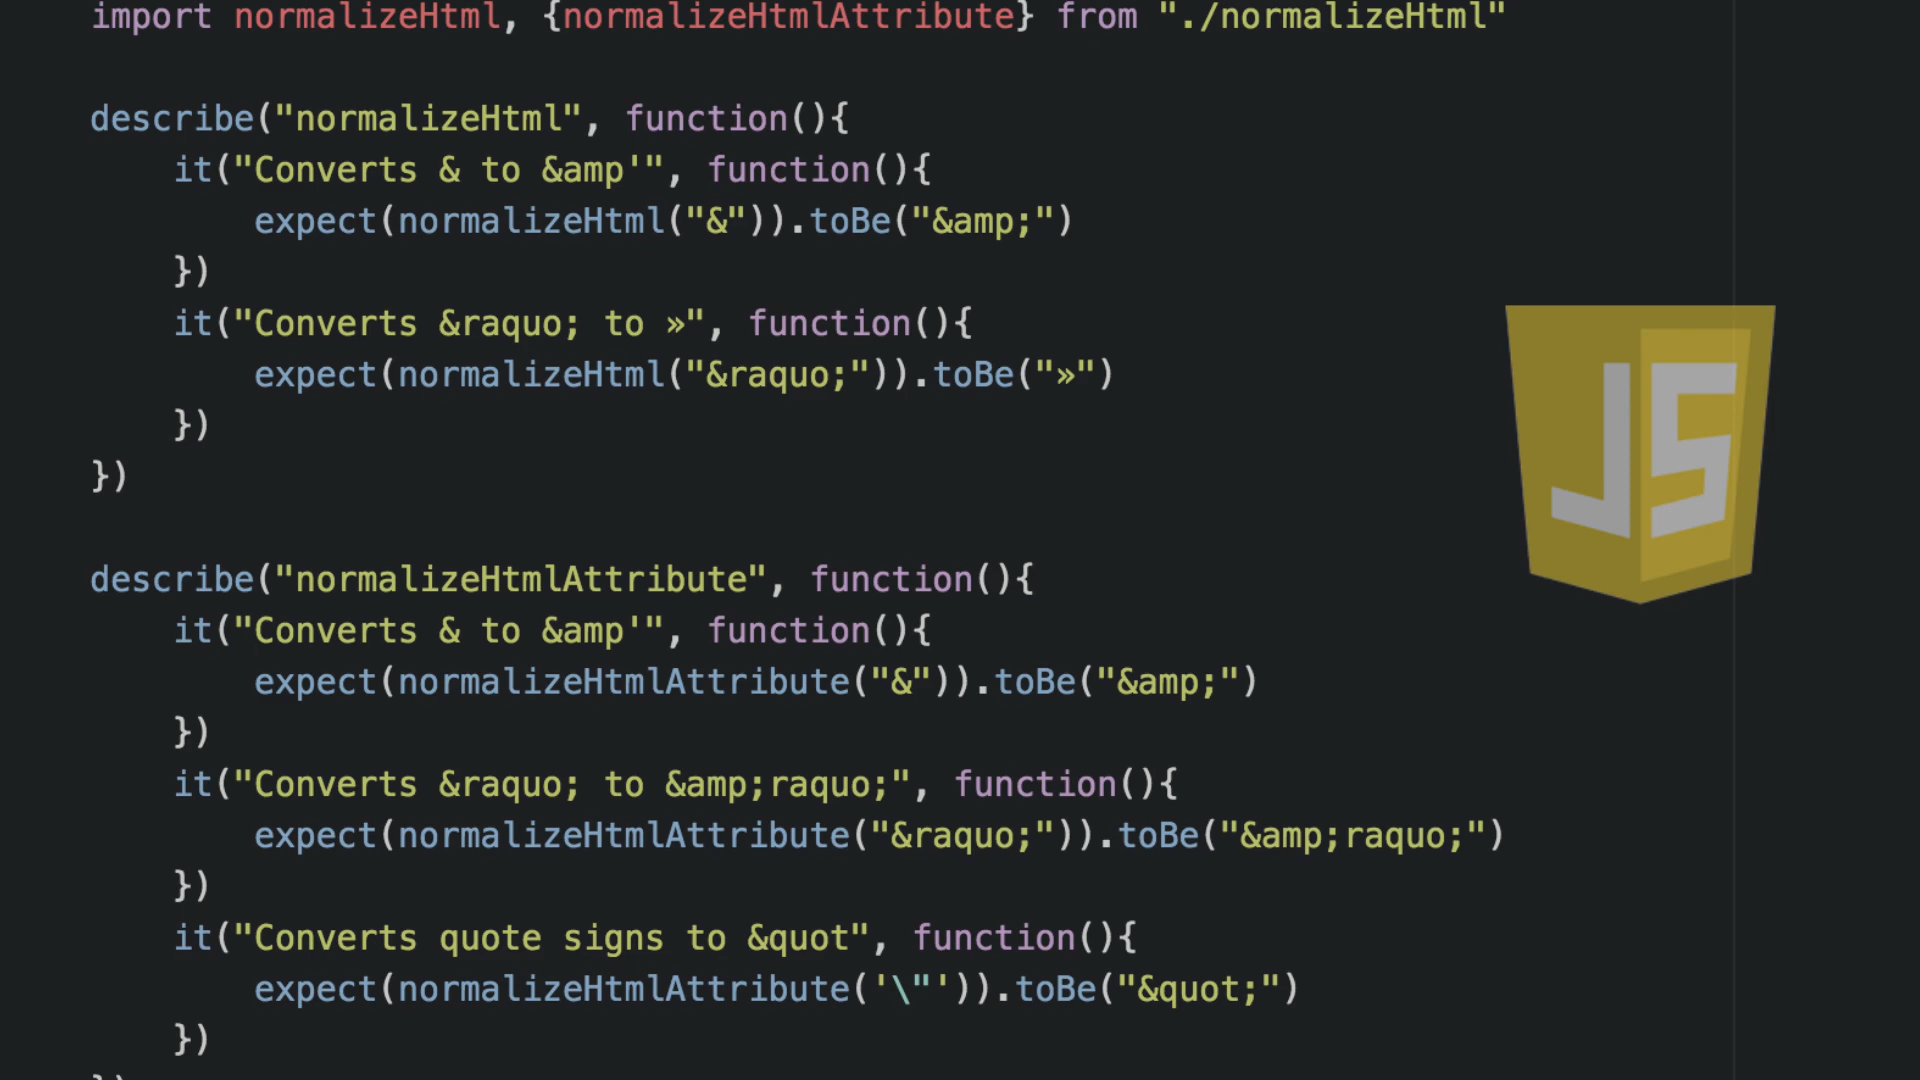 import normalizeHtml, {normalizeHtmlAttribute} from "./normalizeHtml"
describe("normalizeHtml", function(){
it("Converts & to &amp'", function(){
expect(normalizeHtml("&")).toBe("&amp;")
})
it("Converts &raquo; to »", function(){
expect(normalizeHtml("&raquo;")).toBe("»")
})
})
describe("normalizeHtmlAttribute", function(){
it("Converts & to &amp'", function(){
expect(normalizeHtmlAttribute("&")).toBe("&amp;")
})
it("Converts &raquo; to &amp;raquo;", function(){
expect(normalizeHtmlAttribute("&raquo;")).toBe("&amp;raquo;")
})
it("Converts quote signs to &quot", function(){
expect(normalizeHtmlAttribute('\"')).toBe("&quot;")
})
})
JS